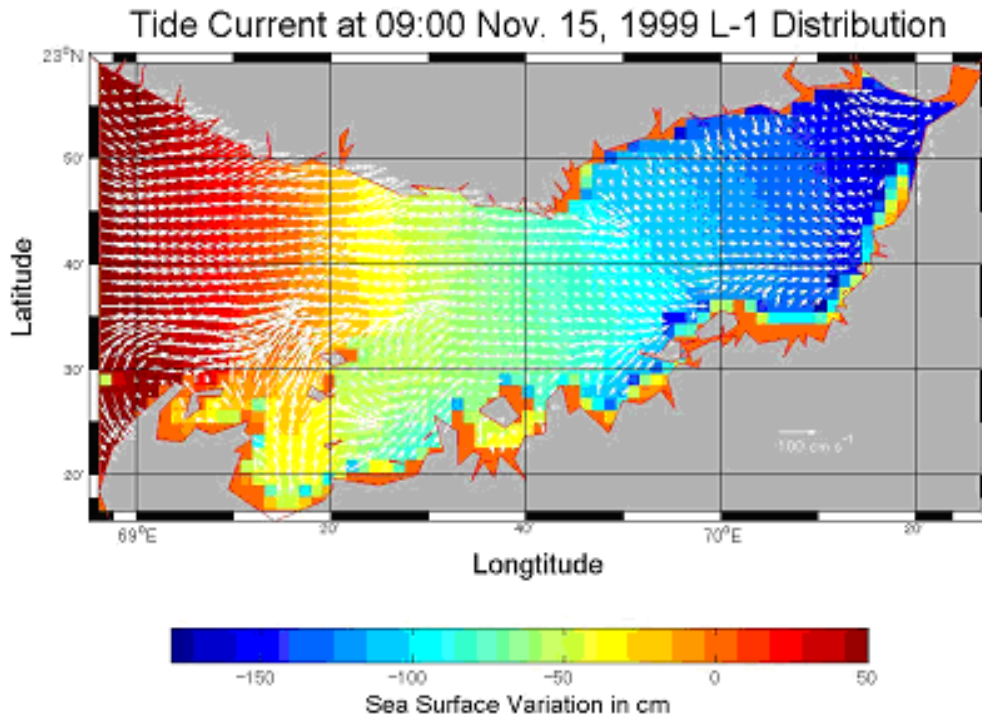 Tide Current at 09:00 Nov. 15, 1999 L-1 Distribution
23°N
50'
40'
30'
20'
Latitude
100 cm s⁻¹
69°E 20' 40' 70°E 20'
Longtitude
-150 -100 -50 0 50
Sea Surface Variation in cm